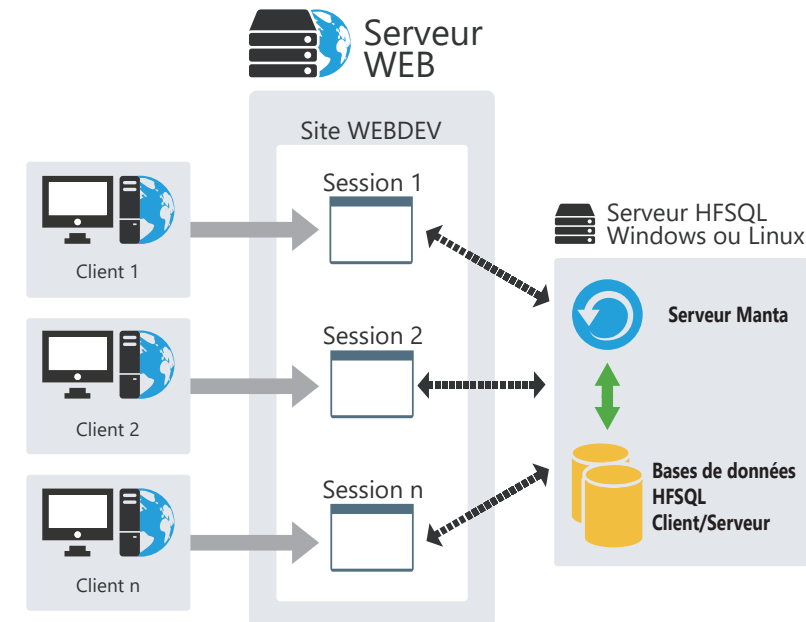 Serveur
WEB
Site WEBDEV
Client 1
Client 2
Client n
Session 1
Session 2
Session n
Serveur HFSQL
Windows ou Linux
Serveur Manta
Bases de données
HFSQL
Client/Serveur